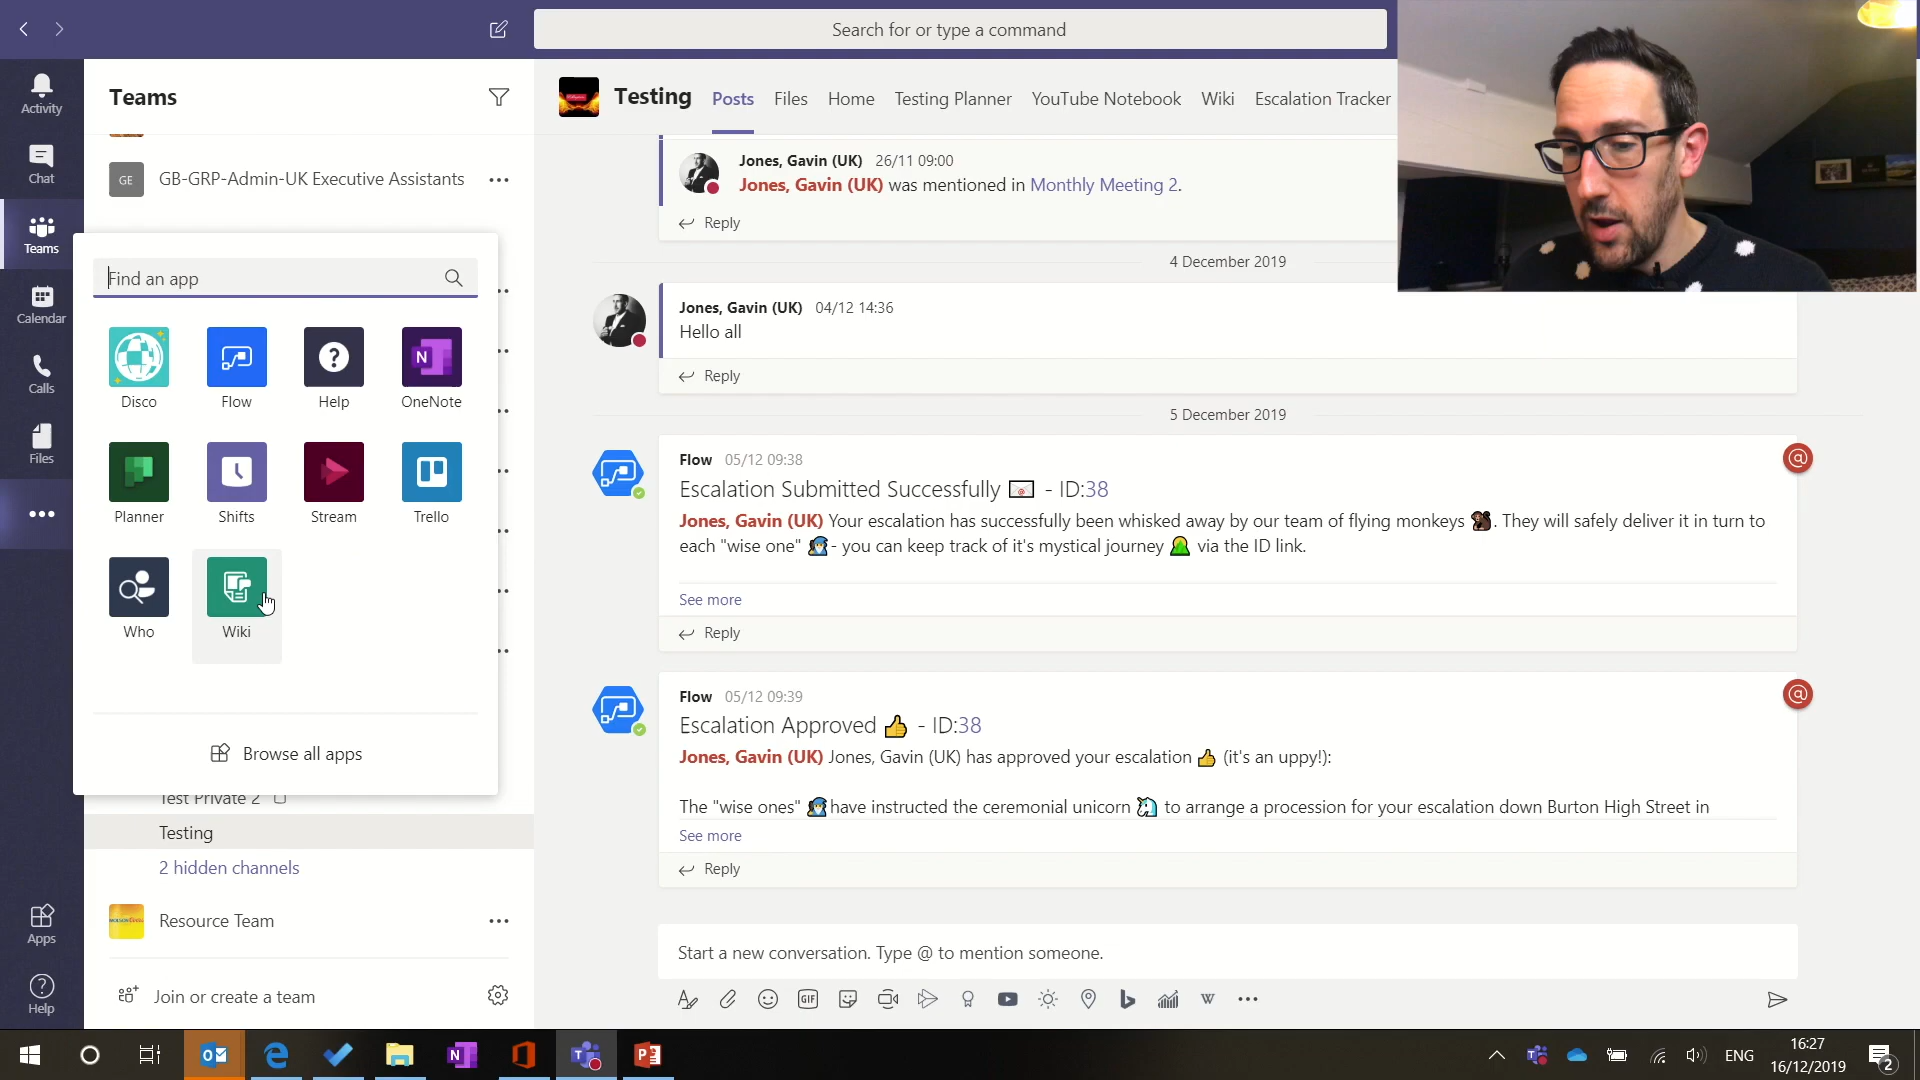 Search for or type a command
Activity
Chat
Teams
Calendar
Calls
Files
Apps
Help
Teams
GE
GB-GRP-Admin-UK Executive Assistants
Find an app
Disco
Flow
Help
OneNote
N
Planner
Shifts
Stream
Trello
Who
Wiki
Browse all apps
Test Private 2
Testing
2 hidden channels
Resource Team
Join or create a team
Testing
Posts
Files
Home
Testing Planner
YouTube Notebook
Wiki
Escalation Tracker
Jones, Gavin (UK) 26/11 09:00
Jones, Gavin (UK) was mentioned in Monthly Meeting 2.
Reply
4 December 2019
Jones, Gavin (UK) 04/12 14:36
Hello all
Reply
5 December 2019
Flow 05/12 09:38
Escalation Submitted Successfully 💌 - ID:38
Jones, Gavin (UK) Your escalation has successfully been whisked away by our team of flying monkeys 🐒. They will safely deliver it in turn to
each "wise one" 🧙 - you can keep track of it's mystical journey via the ID link.
See more
Reply
Flow 05/12 09:39
Escalation Approved 👍 - ID:38
Jones, Gavin (UK) Jones, Gavin (UK) has approved your escalation 👍 (it's an uppy!):
The "wise ones" 🧙 have instructed the ceremonial unicorn 🦄 to arrange a procession for your escalation down Burton High Street in
See more
Reply
Start a new conversation. Type @ to mention someone.
GIF
ENG
16:27
16/12/2019
2